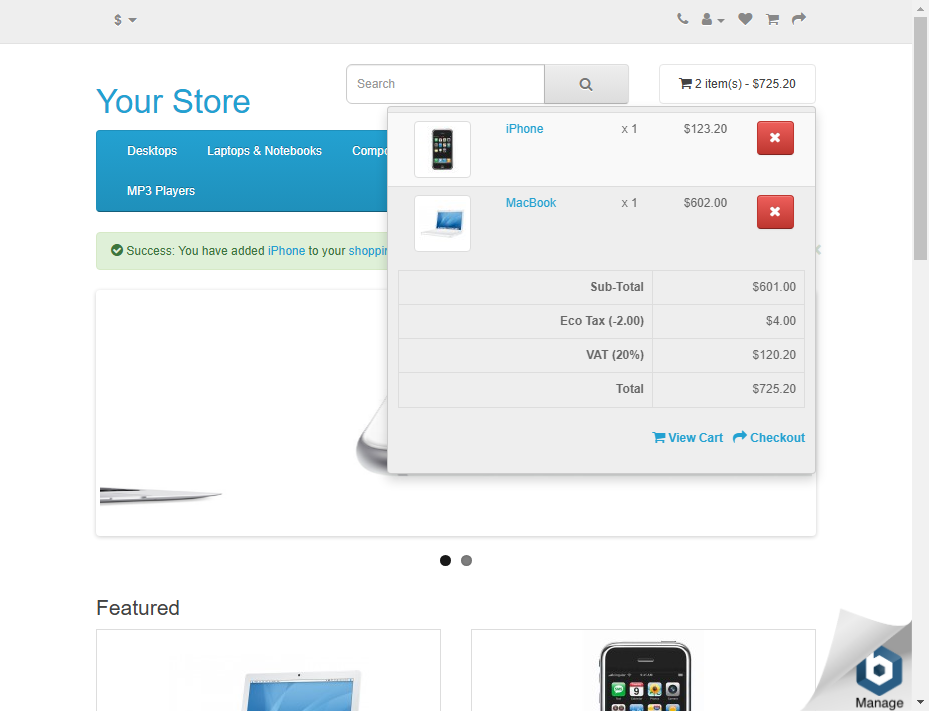 $
Search
2 item(s) - $725.20
Your Store
Desktops
Laptops & Notebooks
Compo
MP3 Players
iPhone
x 1
$123.20
MacBook
x 1
$602.00
Success: You have added iPhone to your shoppin
Sub-Total
$601.00
Eco Tax (-2.00)
$4.00
VAT (20%)
$120.20
Total
$725.20
View Cart
Checkout
Featured
Manage